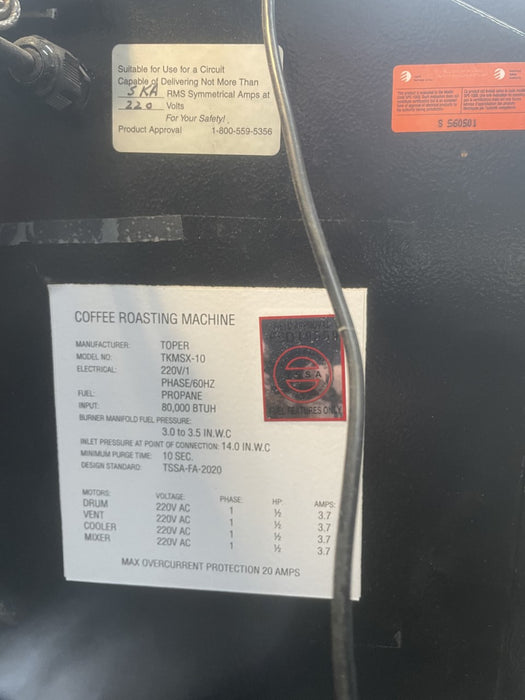 Suitable for Use for a Circuit
Capable of Delivering Not More Than
5 KA RMS Symmetrical Amps at
220 Volts
For Your Safety!
Product Approval 1-800-559-5356
S 560501
COFFEE ROASTING MACHINE
MANUFACTURER: TOPER
MODEL NO: TKMSX-10
ELECTRICAL: 220V/1
PHASE/60HZ
FUEL: PROPANE
INPUT: 80,000 BTUH
BURNER MANIFOLD FUEL PRESSURE:
3.0 to 3.5 IN.W.C
INLET PRESSURE AT POINT OF CONNECTION: 14.0 IN.W.C
MINIMUM PURGE TIME: 10 SEC.
DESIGN STANDARD: TSSA-FA-2020
FUEL FEATURES ONLY
MOTORS: VOLTAGE: PHASE: HP: AMPS:
DRUM 220V AC 1 ½ 3.7
VENT 220V AC 1 ½ 3.7
COOLER 220V AC 1 ½ 3.7
MIXER 220V AC 1 ½ 3.7
MAX OVERCURRENT PROTECTION 20 AMPS